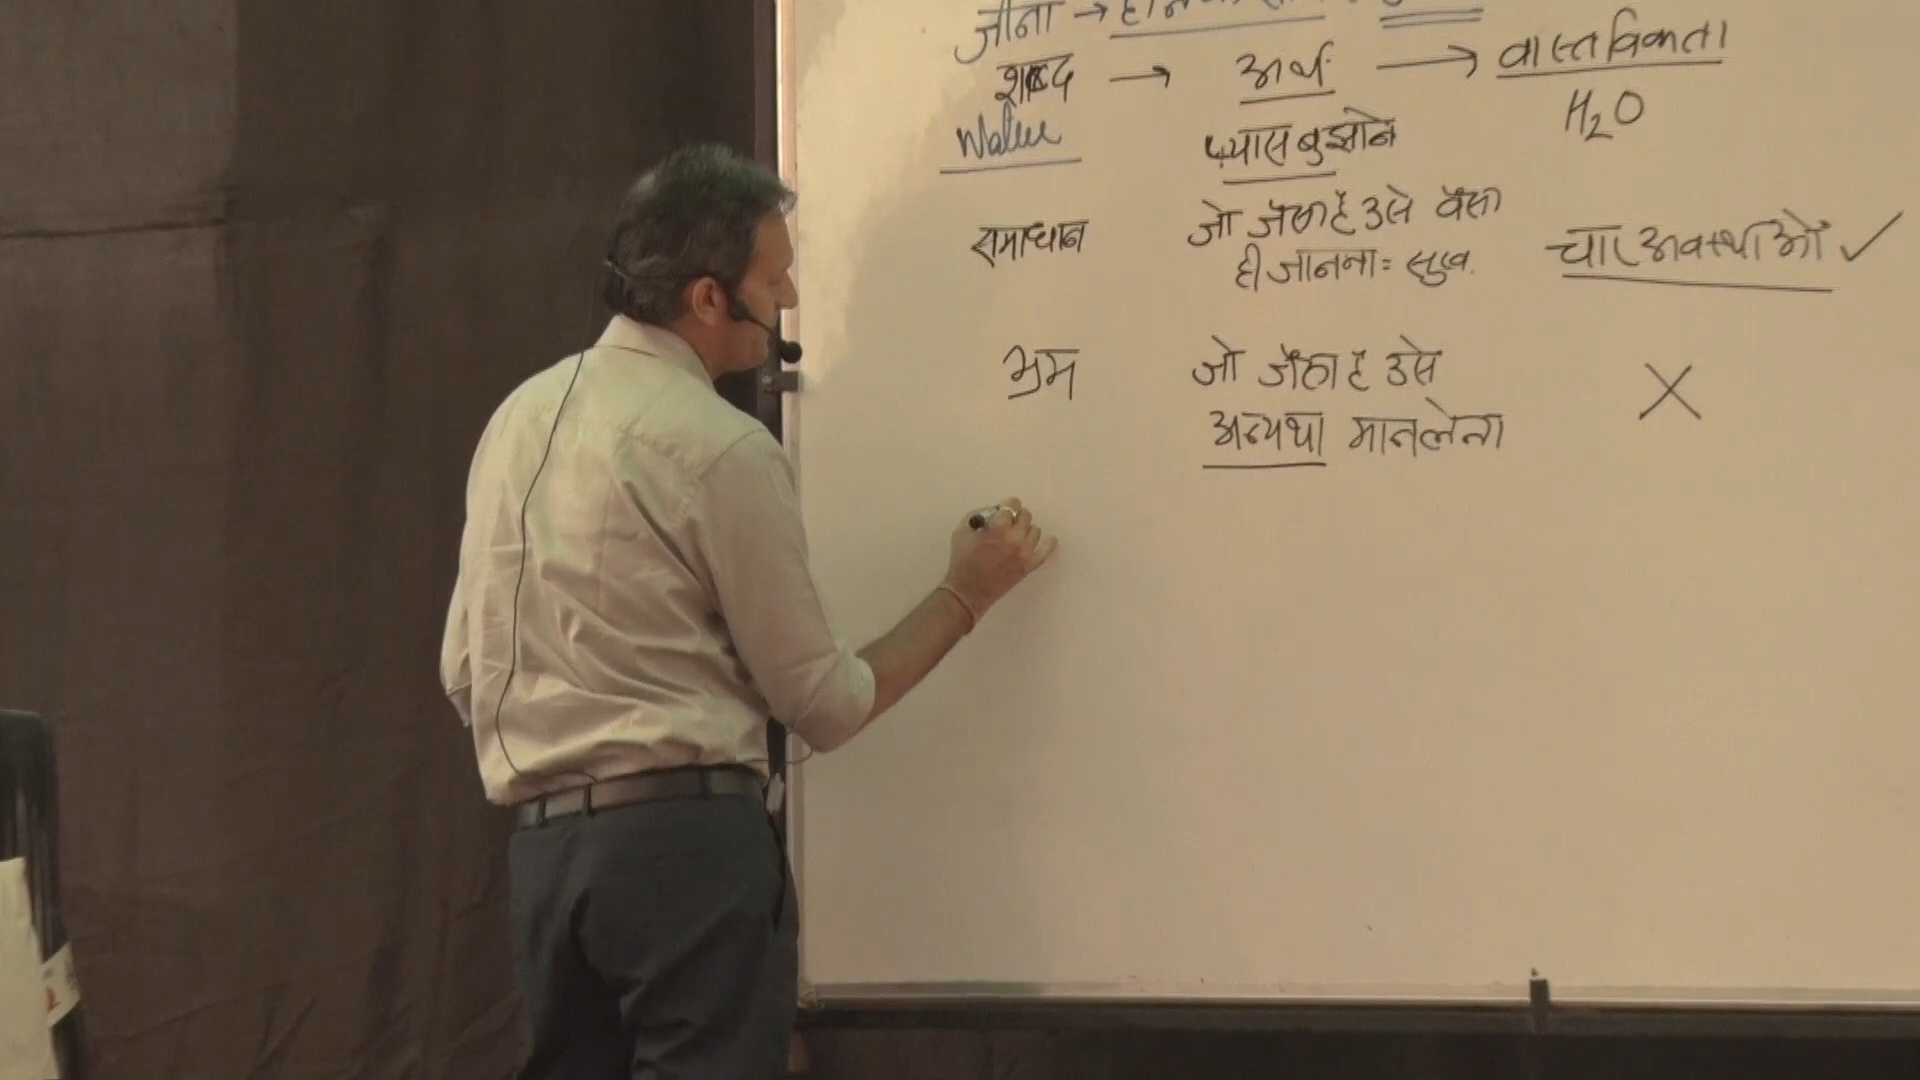 जीना →
शब्द → अर्थ → वास्तविकता
Water प्यास बुझाने H₂O
समाधान जो जैसा है उसे वैसा चार अवस्थाओं ✓
ही जानना = सुख.
भ्रम जो जैसा है उसे ✗
अन्यथा मानलेना